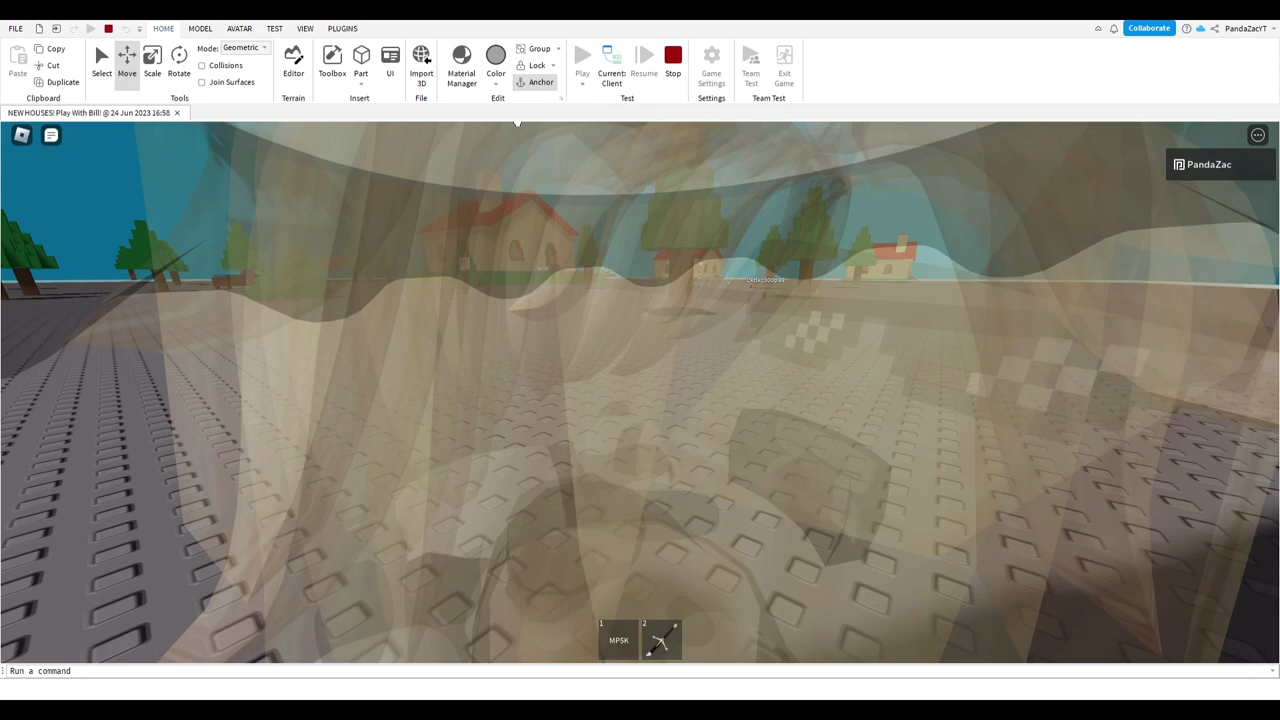 FILE HOME MODEL AVATAR TEST VIEW PLUGINS Collaborate PandaZacYT
Paste Copy Cut Duplicate Clipboard
Select Move Scale Rotate Mode: Geometric Collisions Join Surfaces Tools
Editor Terrain
Toolbox Part UI Insert
Import 3D File
Material Manager Color Group Lock Anchor Edit
Play Current: Client Resume Stop Test
Game Settings Settings
Team Test Exit Game Team Test
NEW HOUSES! Play With Bill! @ 24 Jun 2023 16:58
PandaZac
1 MP5K 2
Run a command